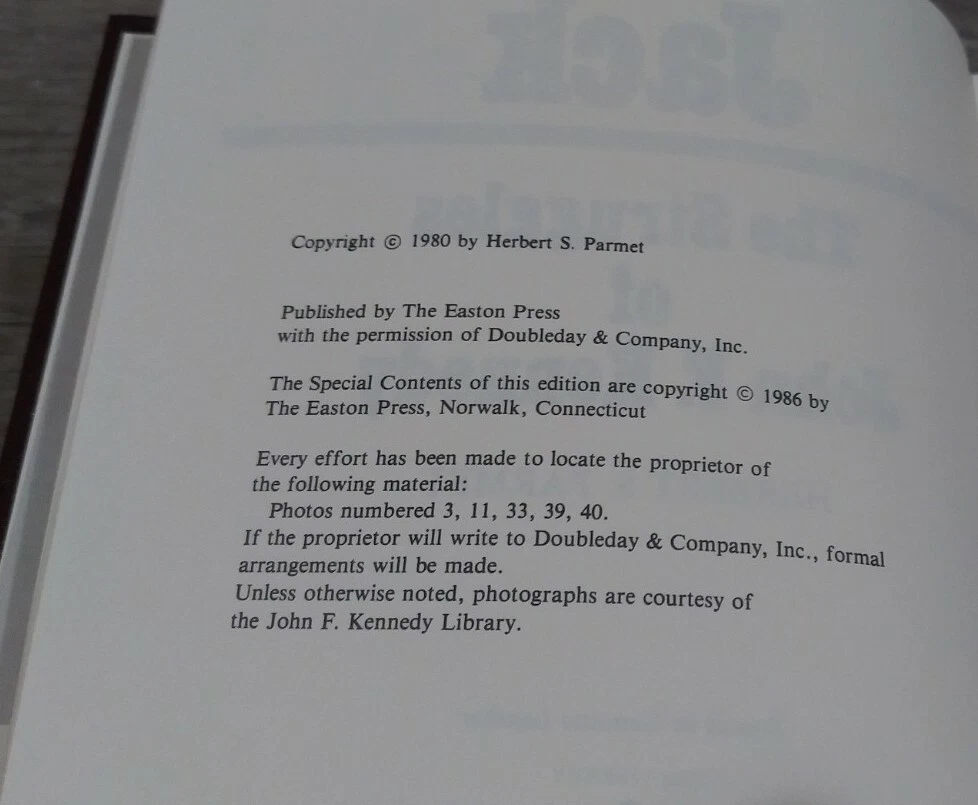 Copyright © 1980 by Herbert S. Parmet
Published by The Easton Press
with the permission of Doubleday & Company, Inc.
The Special Contents of this edition are copyright © 1986 by
The Easton Press, Norwalk, Connecticut
Every effort has been made to locate the proprietor of
the following material:
Photos numbered 3, 11, 33, 39, 40.
If the proprietor will write to Doubleday & Company, Inc., formal
arrangements will be made.
Unless otherwise noted, photographs are courtesy of
the John F. Kennedy Library.